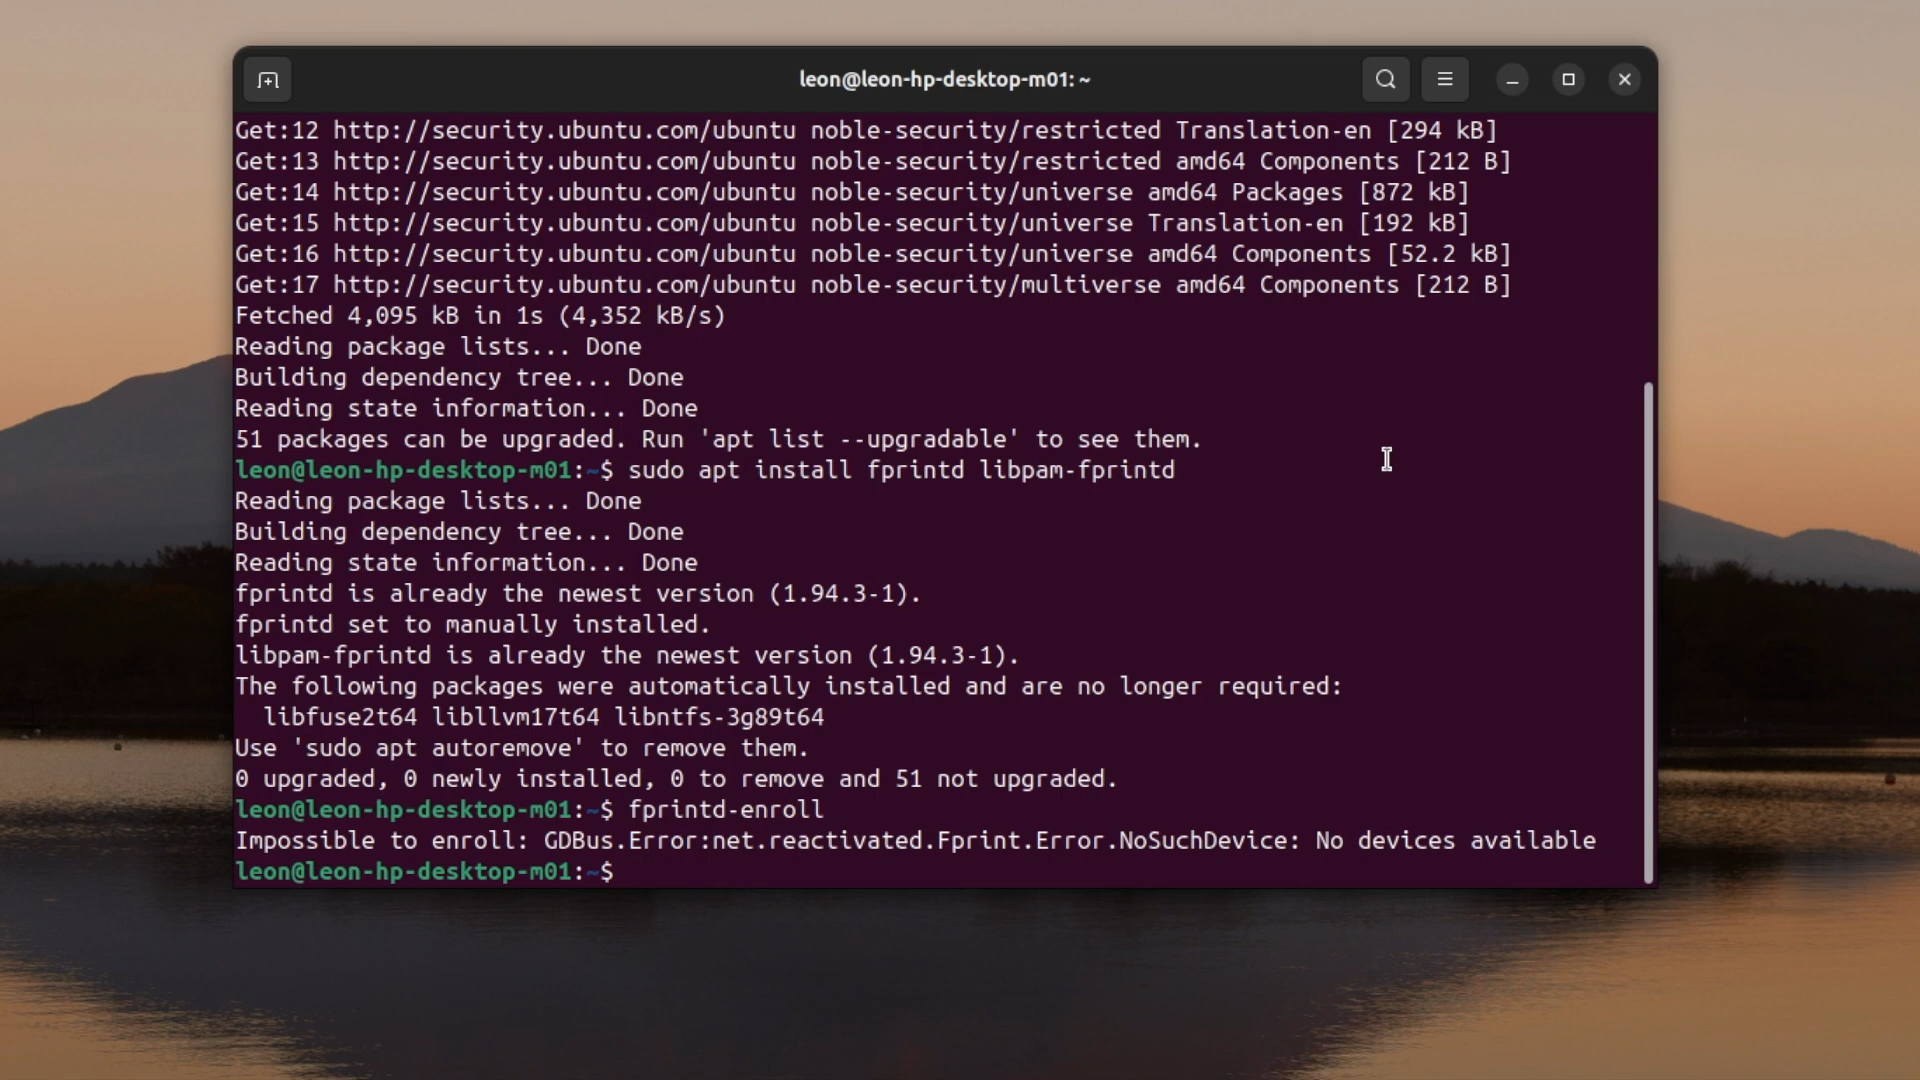 leon@leon-hp-desktop-m01: ~
Get:12 http://security.ubuntu.com/ubuntu noble-security/restricted Translation-en [294 kB]
Get:13 http://security.ubuntu.com/ubuntu noble-security/restricted amd64 Components [212 B]
Get:14 http://security.ubuntu.com/ubuntu noble-security/universe amd64 Packages [872 kB]
Get:15 http://security.ubuntu.com/ubuntu noble-security/universe Translation-en [192 kB]
Get:16 http://security.ubuntu.com/ubuntu noble-security/universe amd64 Components [52.2 kB]
Get:17 http://security.ubuntu.com/ubuntu noble-security/multiverse amd64 Components [212 B]
Fetched 4,095 kB in 1s (4,352 kB/s)
Reading package lists... Done
Building dependency tree... Done
Reading state information... Done
51 packages can be upgraded. Run 'apt list --upgradable' to see them.
leon@leon-hp-desktop-m01:~$ sudo apt install fprintd libpam-fprintd
Reading package lists... Done
Building dependency tree... Done
Reading state information... Done
fprintd is already the newest version (1.94.3-1).
fprintd set to manually installed.
libpam-fprintd is already the newest version (1.94.3-1).
The following packages were automatically installed and are no longer required:
  libfuse2t64 libllvm17t64 libntfs-3g89t64
Use 'sudo apt autoremove' to remove them.
0 upgraded, 0 newly installed, 0 to remove and 51 not upgraded.
leon@leon-hp-desktop-m01:~$ fprintd-enroll
Impossible to enroll: GDBus.Error:net.reactivated.Fprint.Error.NoSuchDevice: No devices available
leon@leon-hp-desktop-m01:~$